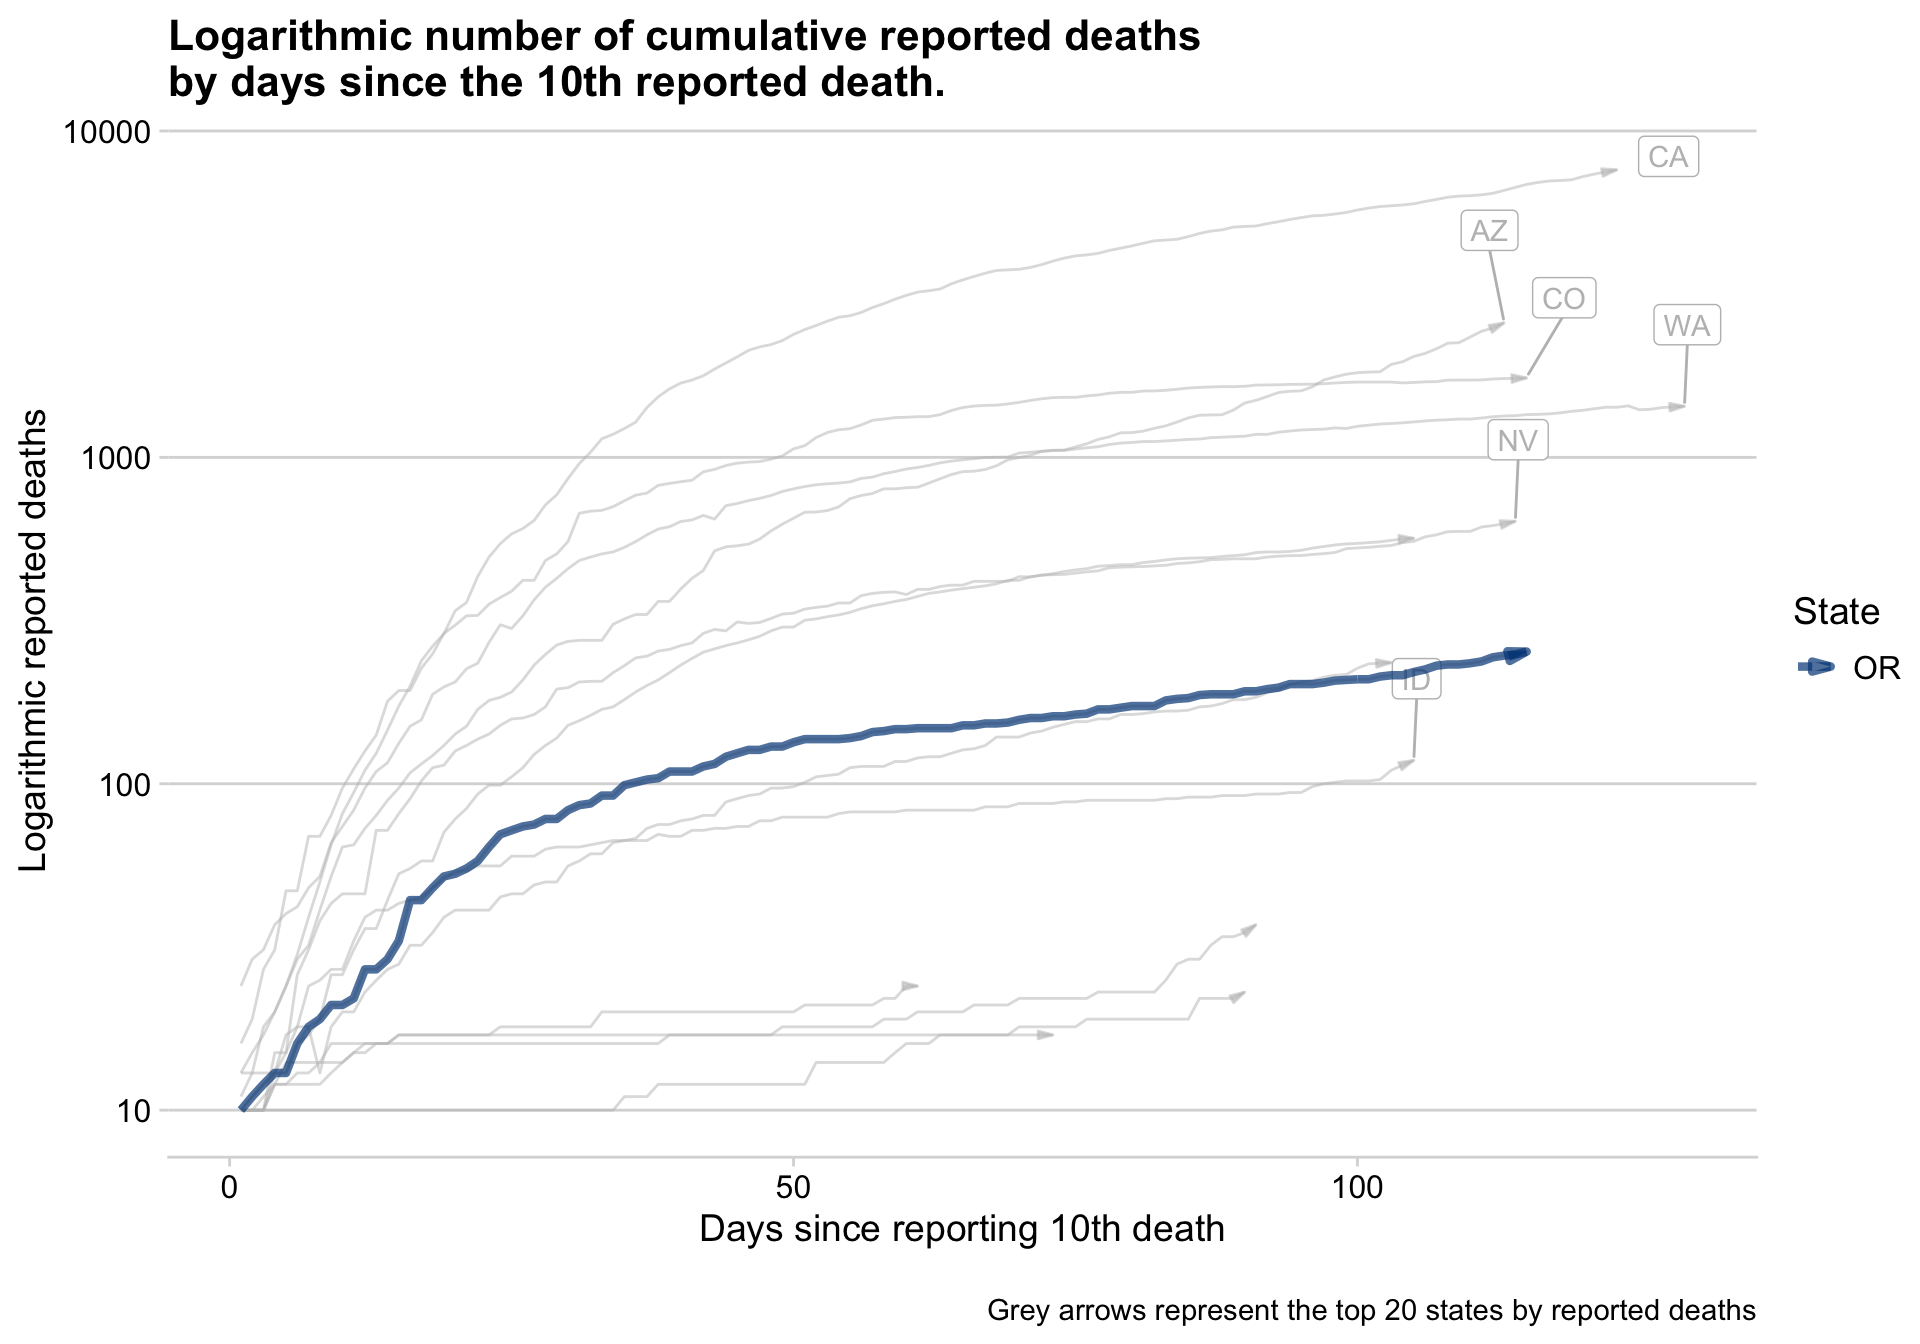 Logarithmic number of cumulative reported deaths
by days since the 10th reported death.
10000
1000
100
10
Logarithmic reported deaths
CA
AZ
CO
WA
NV
ID
State
OR
0
50
100
Days since reporting 10th death
Grey arrows represent the top 20 states by reported deaths